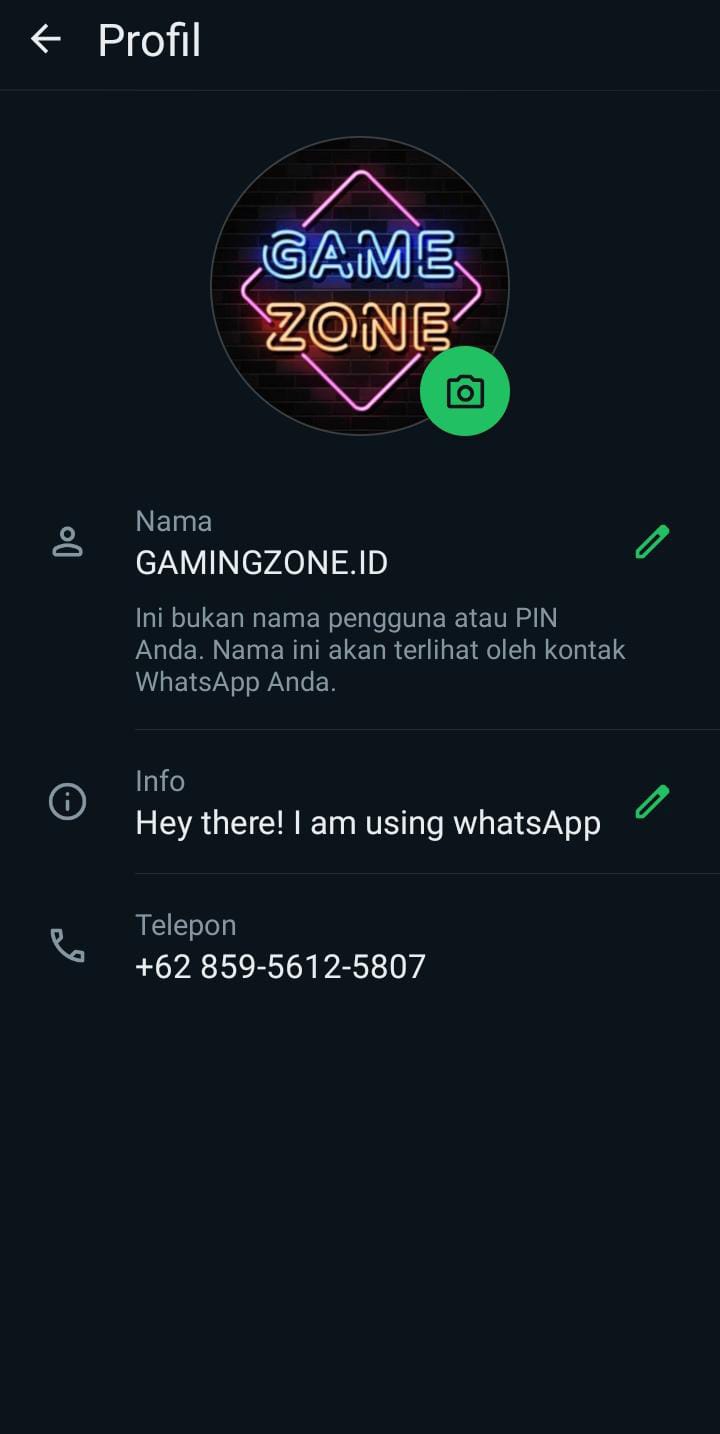 Profil
GAME
ZONE
Nama
GAMINGZONE.ID
Ini bukan nama pengguna atau PIN
Anda. Nama ini akan terlihat oleh kontak
WhatsApp Anda.
Info
Hey there! I am using whatsApp
Telepon
+62 859-5612-5807